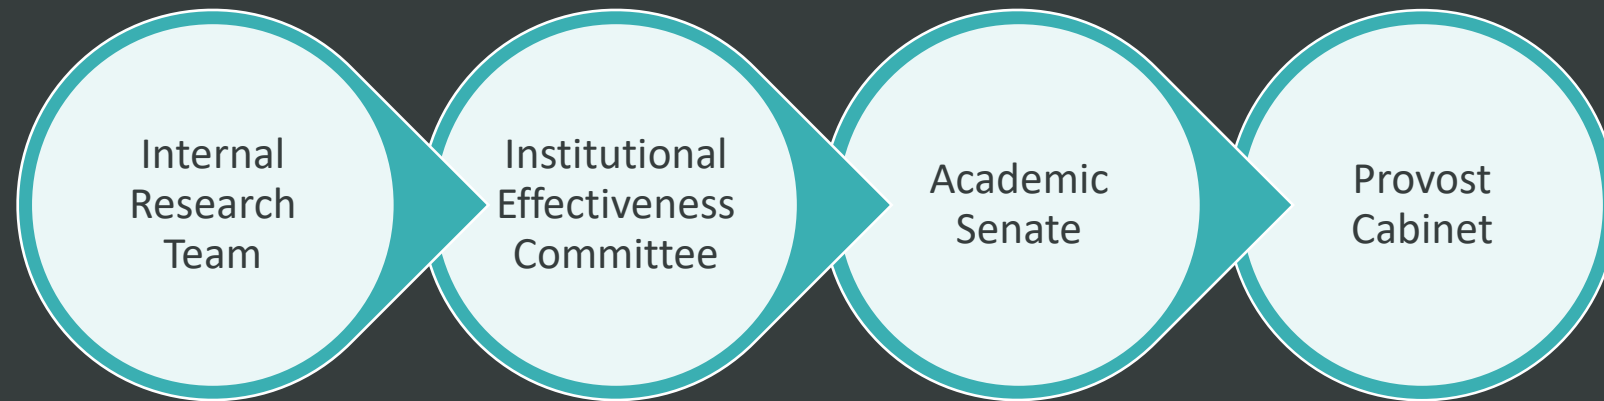 Internal
Research
Team
Institutional
Effectiveness
Committee
Academic
Senate
Provost
Cabinet